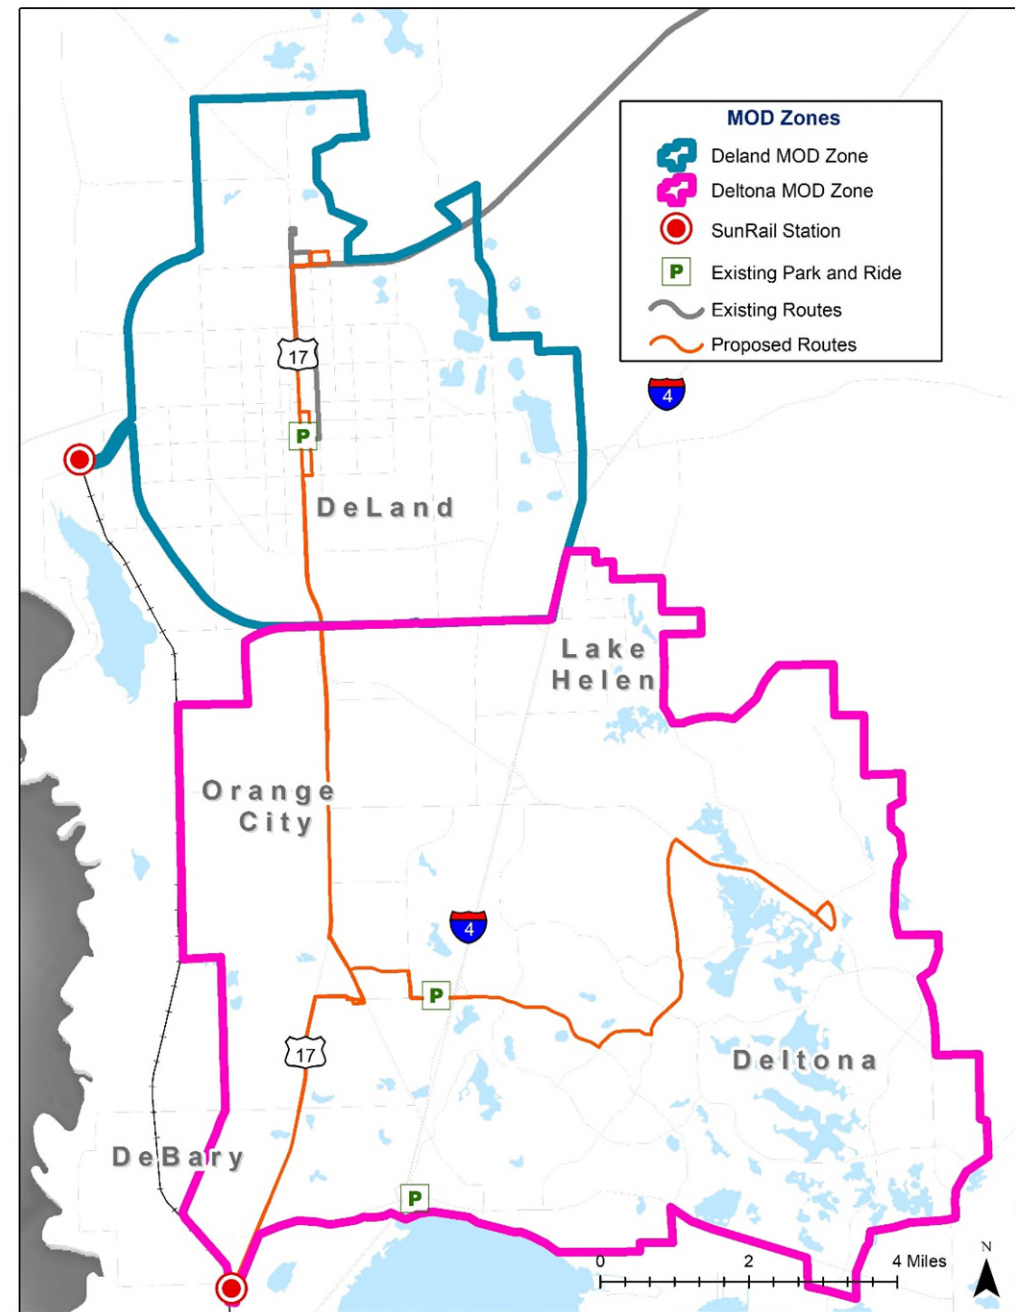 MOD Zones
Deland MOD Zone
Deltona MOD Zone
SunRail Station
P Existing Park and Ride
Existing Routes
Proposed Routes
17
4
P
DeLand
Lake
Helen
Orange
City
4
P
17
Deltona
DeBary
P
N
0 2 4 Miles